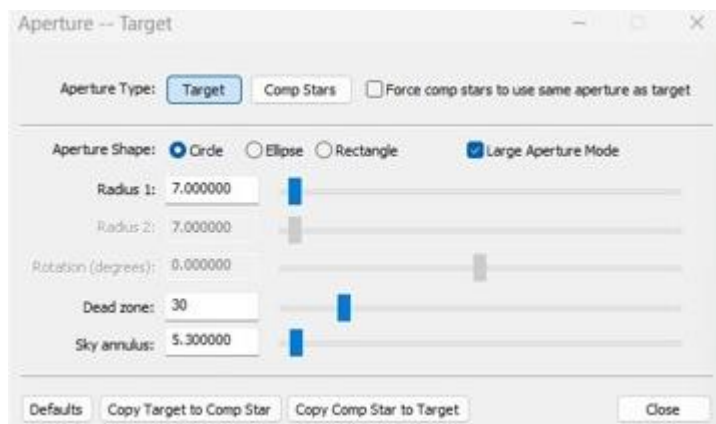 Aperture -- Target
Aperture Type: Target Comp Stars Force comp stars to use same aperture as target
Aperture Shape: Circle Ellipse Rectangle Large Aperture Mode
Radius 1: 7.000000
Radius 2: 7.000000
Rotation (degrees): 0.000000
Dead zone: 30
Sky annulus: 5.300000
Defaults Copy Target to Comp Star Copy Comp Star to Target Close